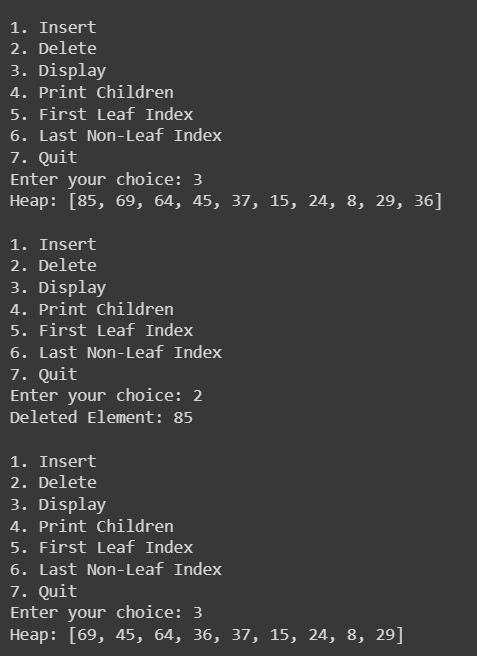 1. Insert
2. Delete
3. Display
4. Print Children
5. First Leaf Index
6. Last Non-Leaf Index
7. Quit
Enter your choice: 3
Heap: [85, 69, 64, 45, 37, 15, 24, 8, 29, 36]
1. Insert
2. Delete
3. Display
4. Print Children
5. First Leaf Index
6. Last Non-Leaf Index
7. Quit
Enter your choice: 2
Deleted Element: 85
1. Insert
2. Delete
3. Display
4. Print Children
5. First Leaf Index
6. Last Non-Leaf Index
7. Quit
Enter your choice: 3
Heap: [69, 45, 64, 36, 37, 15, 24, 8, 29]